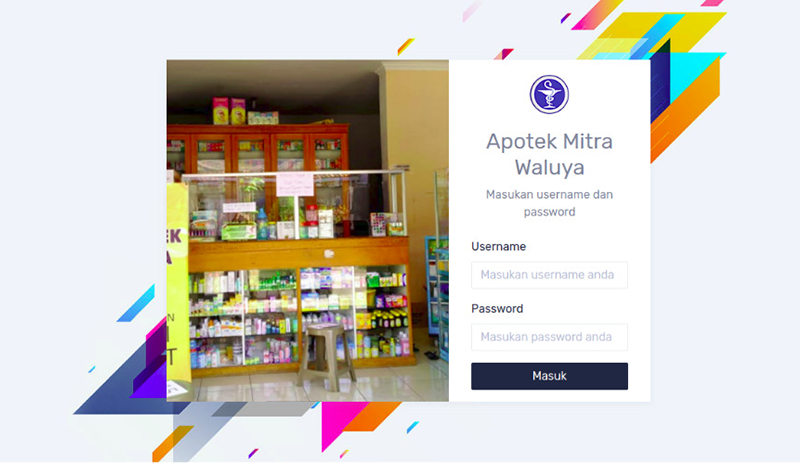 Apotek Mitra
Waluya
Masukan username dan
password
Username
Masukan username anda
Password
Masukan password anda
Masuk